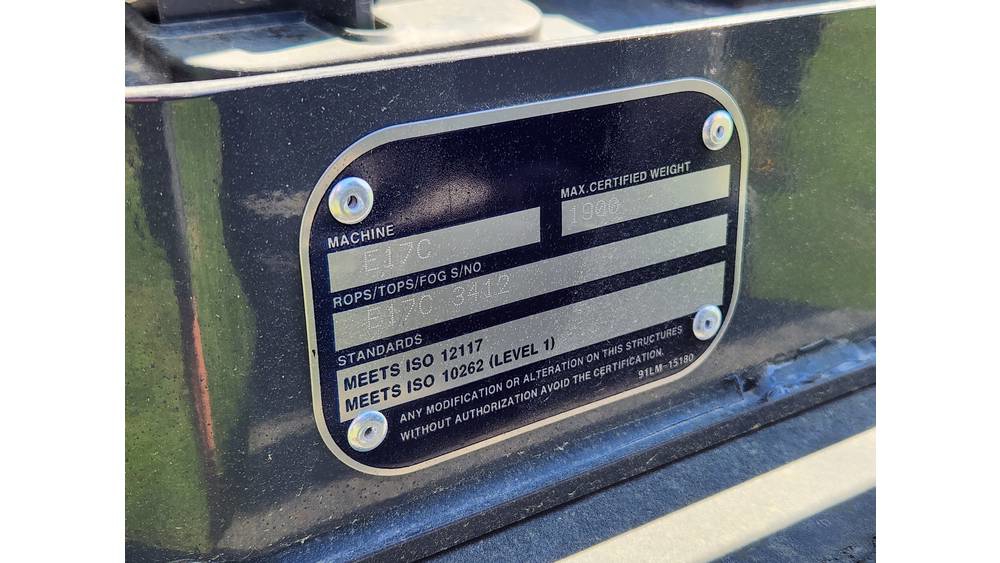 MACHINE
E17C
MAX.CERTIFIED WEIGHT
1900
ROPS/TOPS/FOG S/NO
E17C 3412
STANDARDS
MEETS ISO 12117
MEETS ISO 10262 (LEVEL 1)
ANY MODIFICATION OR ALTERATION ON THIS STRUCTURES
WITHOUT AUTHORIZATION AVOID THE CERTIFICATION.
91LM-15180